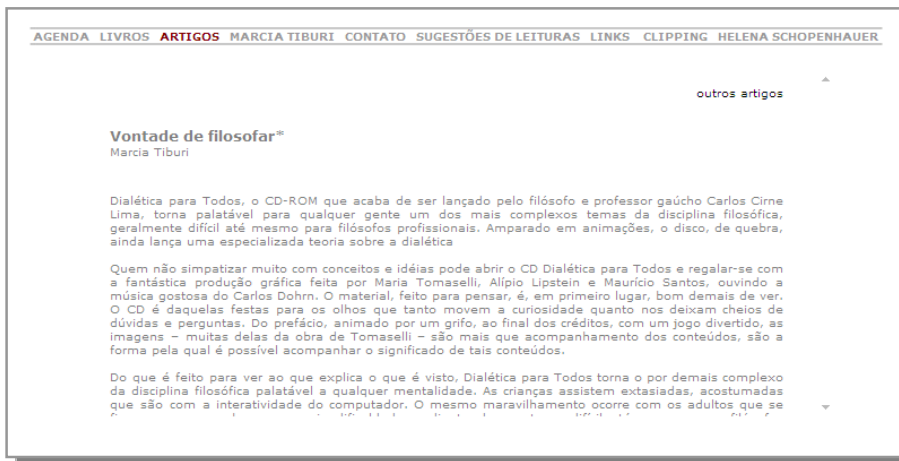 AGENDA LIVROS ARTIGOS MARCIA TIBURI CONTATO SUGESTÕES DE LEITURAS LINKS CLIPPING HELENA SCHOPENHAUER
outros artigos
Vontade de filosofar*
Marcia Tiburi
Dialética para Todos, o CD-ROM que acaba de ser lançado pelo filósofo e professor gaúcho Carlos Cirne
Lima, torna palatável para qualquer gente um dos mais complexos temas da disciplina filosófica,
geralmente difícil até mesmo para filósofos profissionais. Amparado em animações, o disco, de quebra,
ainda lança uma especializada teoria sobre a dialética
Quem não simpatizar muito com conceitos e idéias pode abrir o CD Dialética para Todos e regalar-se com
a fantástica produção gráfica feita por Maria Tomaselli, Alípio Lipstein e Maurício Santos, ouvindo a
música gostosa do Carlos Dohrn. O material, feito para pensar, é, em primeiro lugar, bom demais de ver.
O CD é daquelas festas para os olhos que tanto movem a curiosidade quanto nos deixam cheios de
dúvidas e perguntas. Do prefácio, animado por um grifo, ao final dos créditos, com um jogo divertido, as
imagens – muitas delas da obra de Tomaselli – são mais que acompanhamento dos conteúdos, são a
forma pela qual é possível acompanhar o significado de tais conteúdos.
Do que é feito para ver ao que explica o que é visto, Dialética para Todos torna o por demais complexo
da disciplina filosófica palatável a qualquer mentalidade. As crianças assistem extasiadas, acostumadas
que são com a interatividade do computador. O mesmo maravilhamento ocorre com os adultos que se